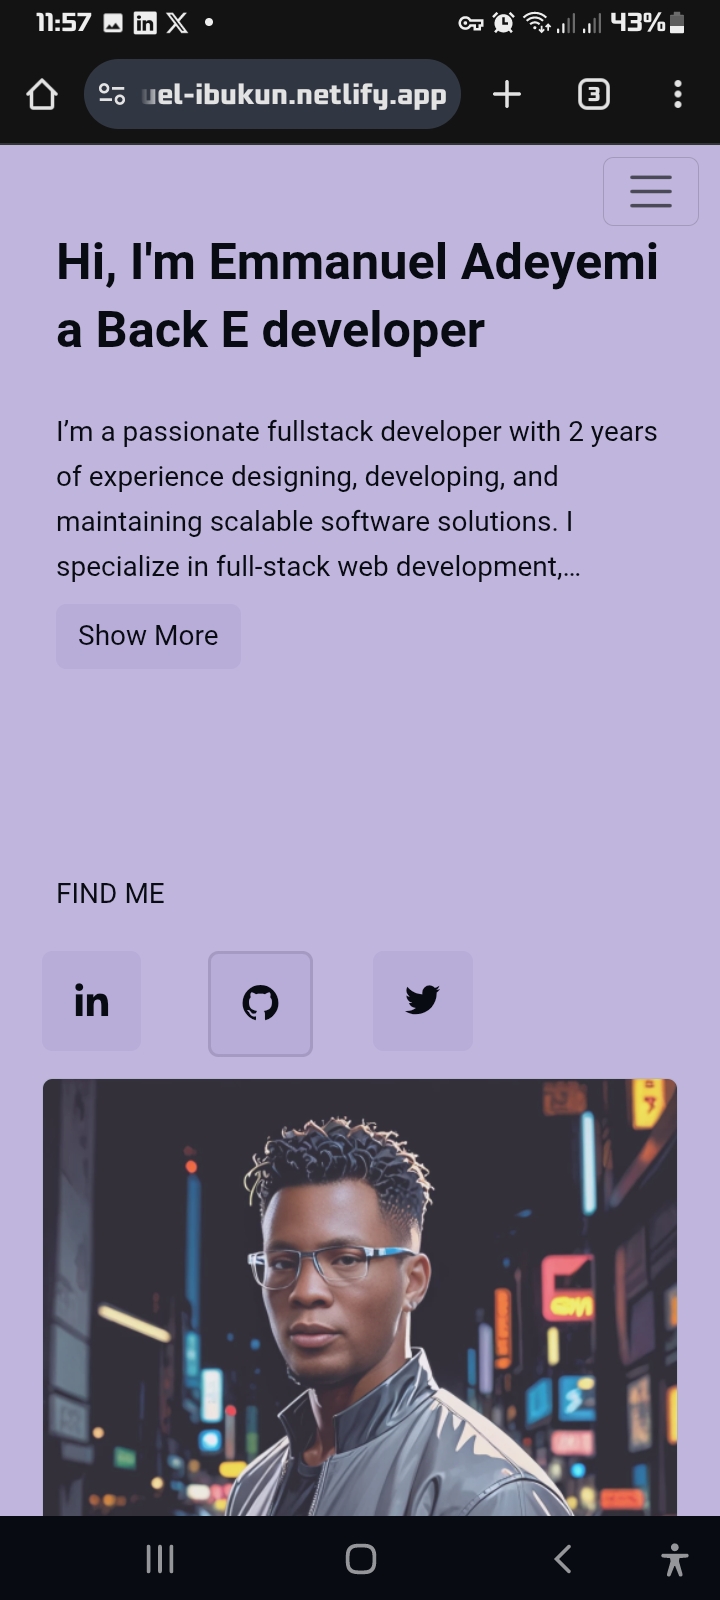 11:57
43%
uel-ibukun.netlify.app
3
Hi, I'm Emmanuel Adeyemi
a Back E developer
I’m a passionate fullstack developer with 2 years
of experience designing, developing, and
maintaining scalable software solutions. I
specialize in full-stack web development,...
Show More
FIND ME
in